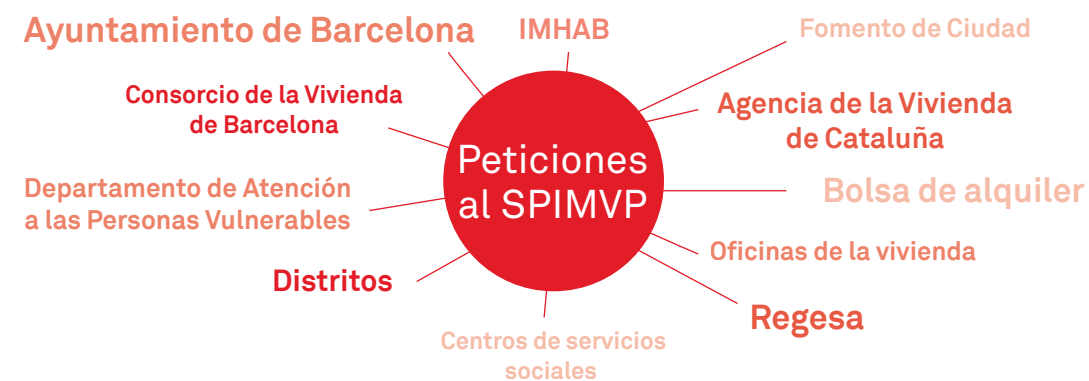 Ayuntamiento de Barcelona
IMHAB
Fomento de Ciudad
Consorcio de la Vivienda
de Barcelona
Agencia de la Vivienda
de Cataluña
Peticiones
al SPIMVP
Departamento de Atención
a las Personas Vulnerables
Bolsa de alquiler
Oficinas de la vivienda
Distritos
Regesa
Centros de servicios
sociales